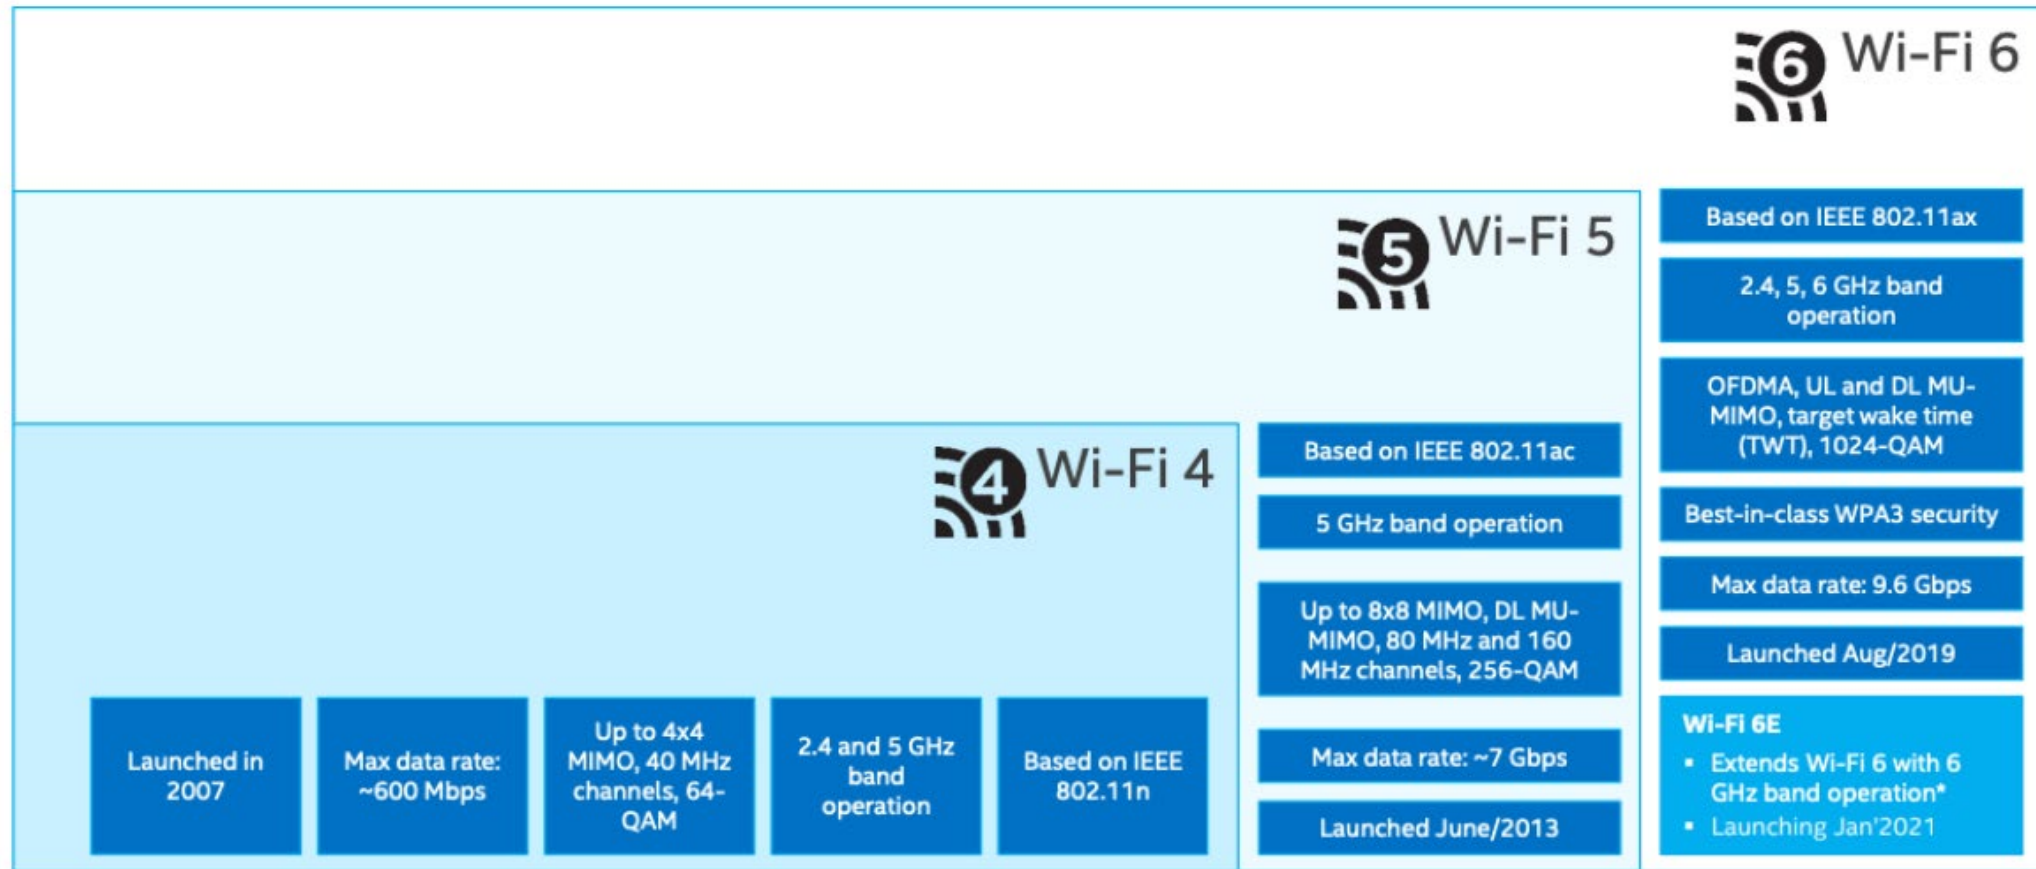 6 Wi-Fi 6
Based on IEEE 802.11ax
2.4, 5, 6 GHz band
operation
OFDMA, UL and DL MU-
MIMO, target wake time
(TWT), 1024-QAM
Best-in-class WPA3 security
Max data rate: 9.6 Gbps
Launched Aug/2019
Wi-Fi 6E
▪ Extends Wi-Fi 6 with 6
GHz band operation*
▪ Launching Jan'2021
5 Wi-Fi 5
Based on IEEE 802.11ac
5 GHz band operation
Up to 8x8 MIMO, DL MU-
MIMO, 80 MHz and 160
MHz channels, 256-QAM
Max data rate: ~7 Gbps
Launched June/2013
4 Wi-Fi 4
Launched in
2007
Max data rate:
~600 Mbps
Up to 4x4
MIMO, 40 MHz
channels, 64-
QAM
2.4 and 5 GHz
band
operation
Based on IEEE
802.11n